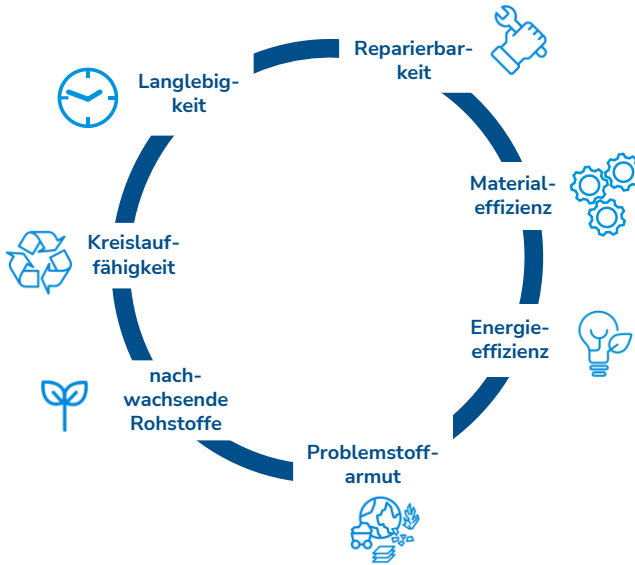 Reparierbar-
keit
Material-
effizienz
Energie-
effizienz
Problemstoff-
armut
nach-
wachsende
Rohstoffe
Kreislauf-
fähigkeit
Langlebig-
keit